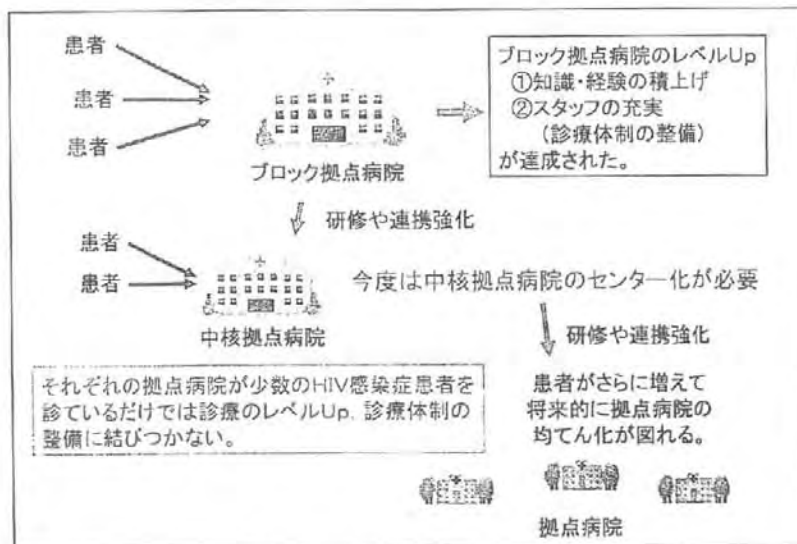 患者
患者
患者
ブロック拠点病院
ブロック拠点病院のレベルUp
①知識・経験の積上げ
②スタッフの充実
(診療体制の整備)
が達成された。
研修や連携強化
患者
患者
中核拠点病院
今度は中核拠点病院のセンター化が必要
研修や連携強化
それぞれの拠点病院が少数のHIV感染症患者を
診ているだけでは診療のレベルUp, 診療体制の
整備に結びつかない。
患者がさらに増えて
将来的に拠点病院の
均てん化が図れる。
拠点病院